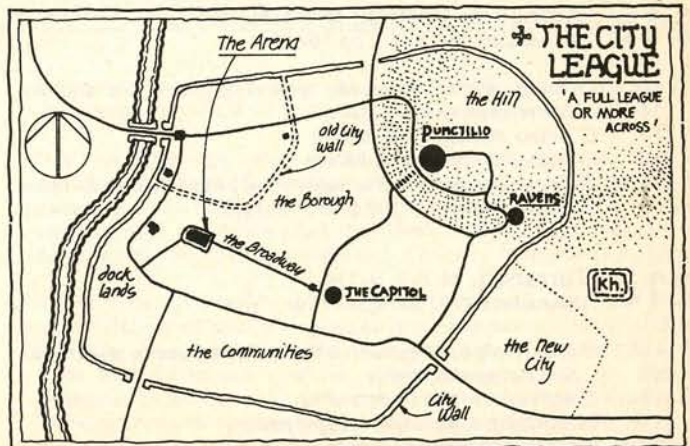 THE CITY
LEAGUE
'A FULL LEAGUE
OR MORE
ACROSS'
The Arena
the Hill
old City
wall
PUNCTILIO
the Borough
RAVENS
the Broadway
dock
lands
THE CAPITOL
Kh.
the Communities
the New
City
City
Wall